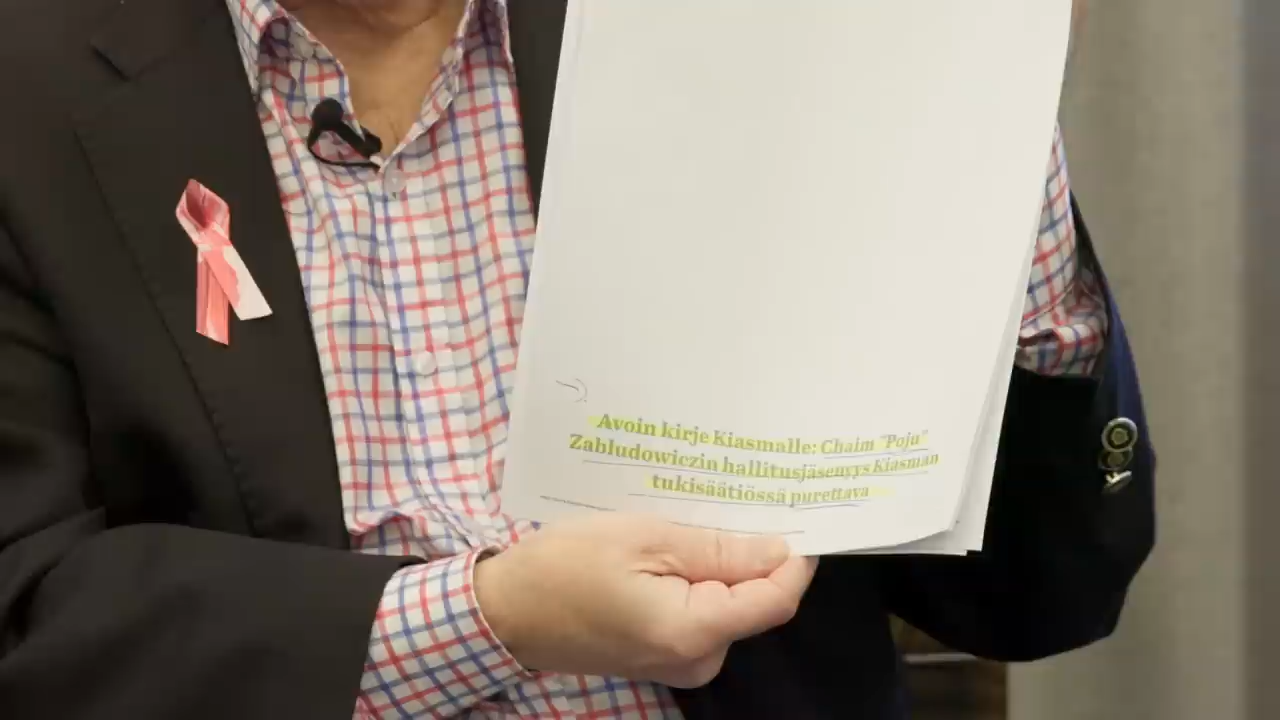 Avoin kirje Kiasmalle: Chaim "Poju"
Zabludowiczin hallitusjäsenyys Kiasman
tukisäätiössä purettava